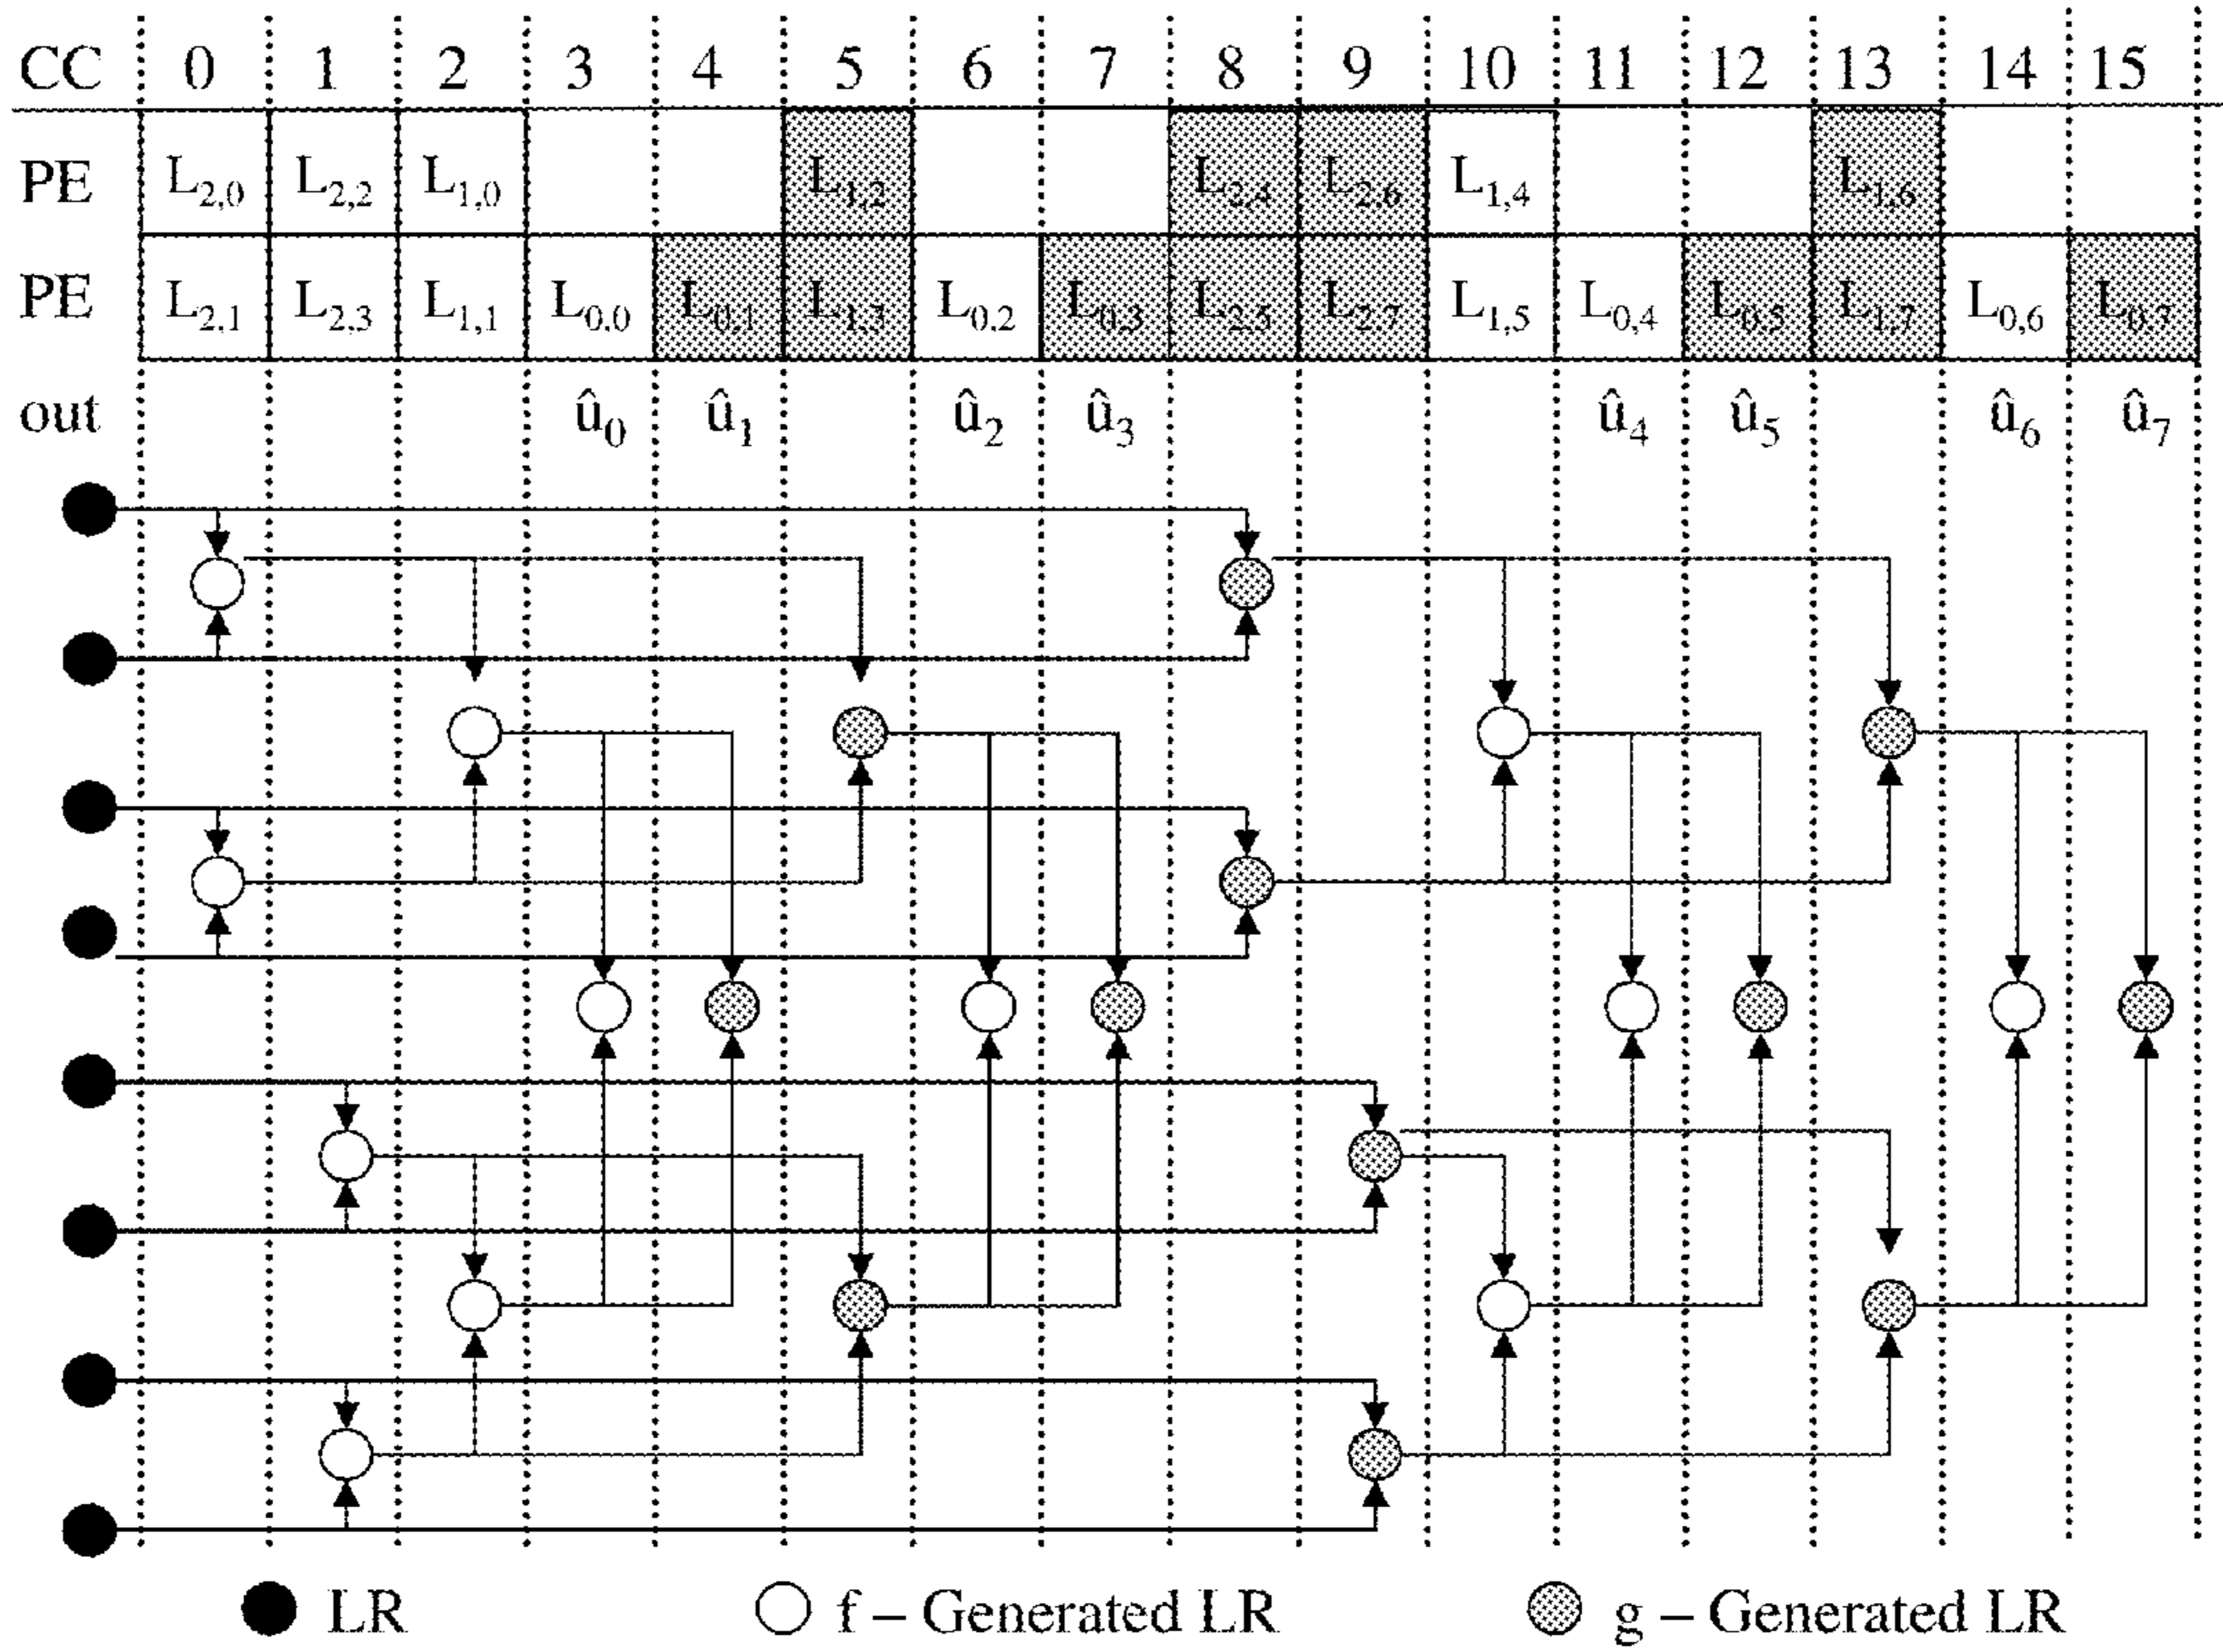 CC 0 1 2 3 4 5 6 7 8 9 10 11 12 13 14 15
PE L2,0 L2,2 L1,0 L1,2 L2,4 L2,6 L1,4 L1,6
PE L2,1 L2,3 L1,1 L0,0 L0,1 L1,3 L0,2 L0,3 L2,5 L2,7 L1,5 L0,4 L0,5 L1,7 L0,6 L0,7
out û0 û1 û2 û3 û4 û5 û6 û7
LR f – Generated LR g – Generated LR